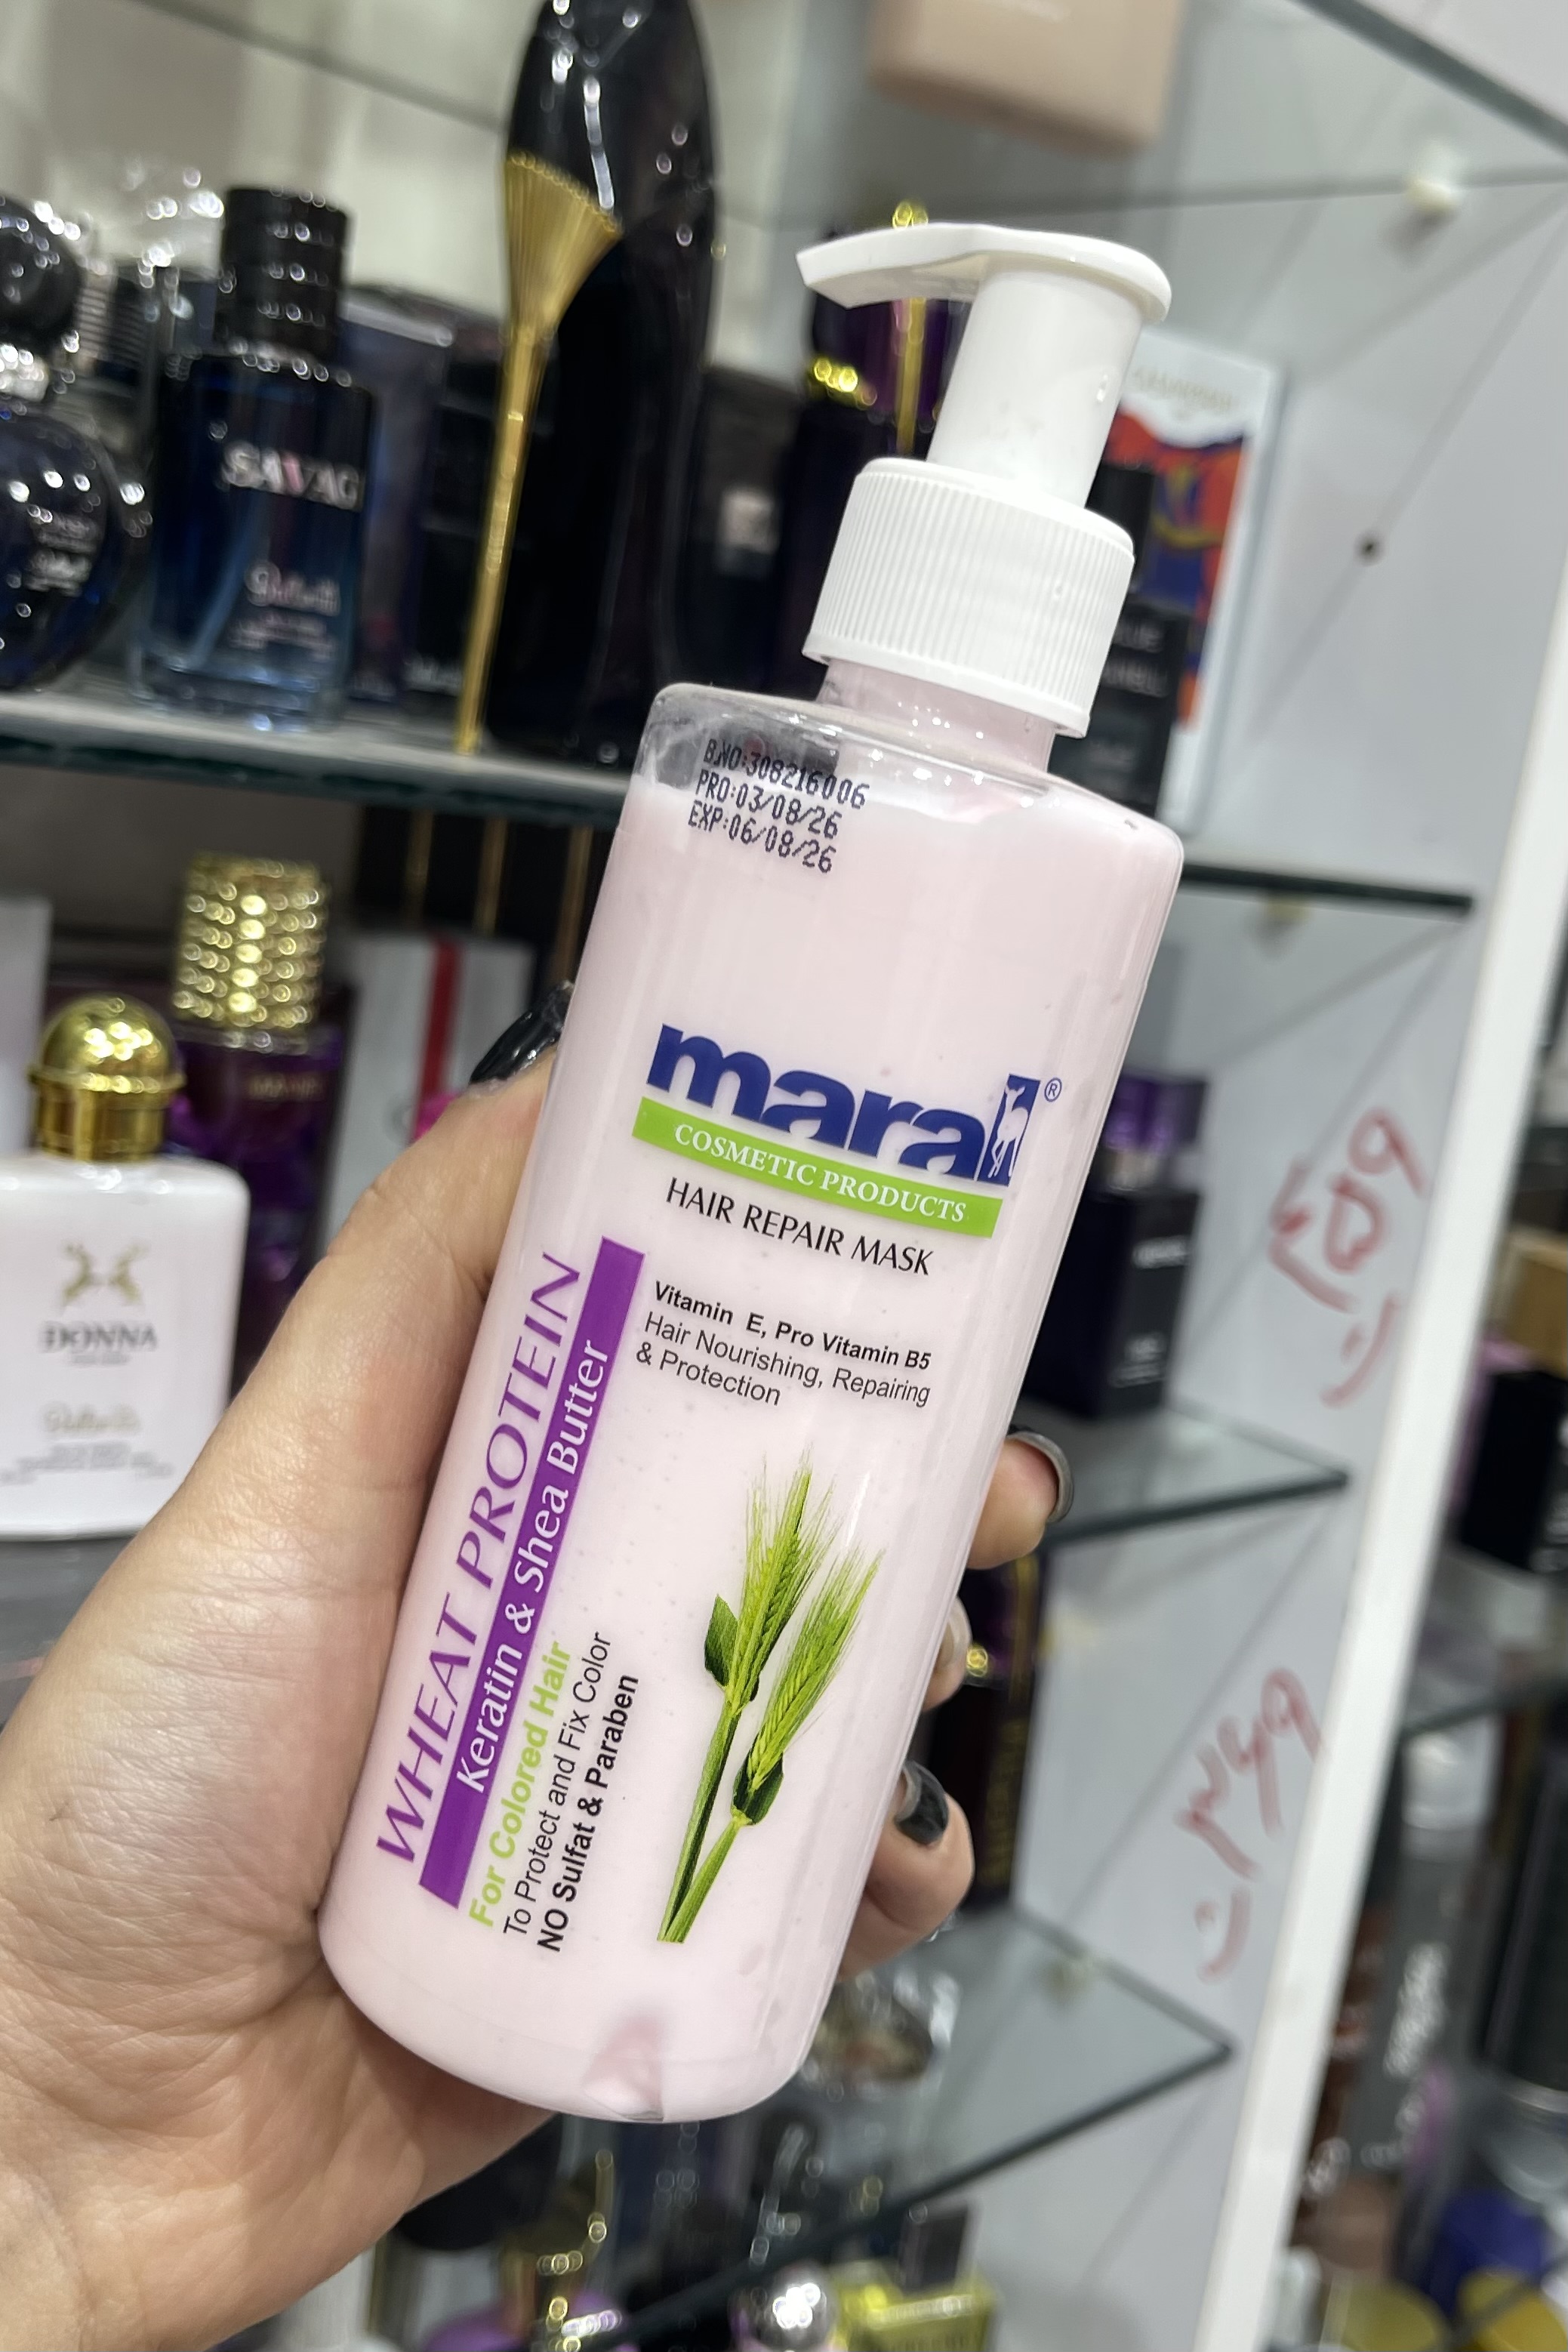 SAVAG
B.NO:308216006
PRO:03/08/26
EXP:06/08/26
maral®
COSMETIC PRODUCTS
HAIR REPAIR MASK
Vitamin E, Pro Vitamin B5
Hair Nourishing, Repairing
& Protection
WHEAT PROTEIN
Keratin & Shea Butter
For Colored Hair
To Protect and Fix Color
NO Sulfat & Paraben
DONNA